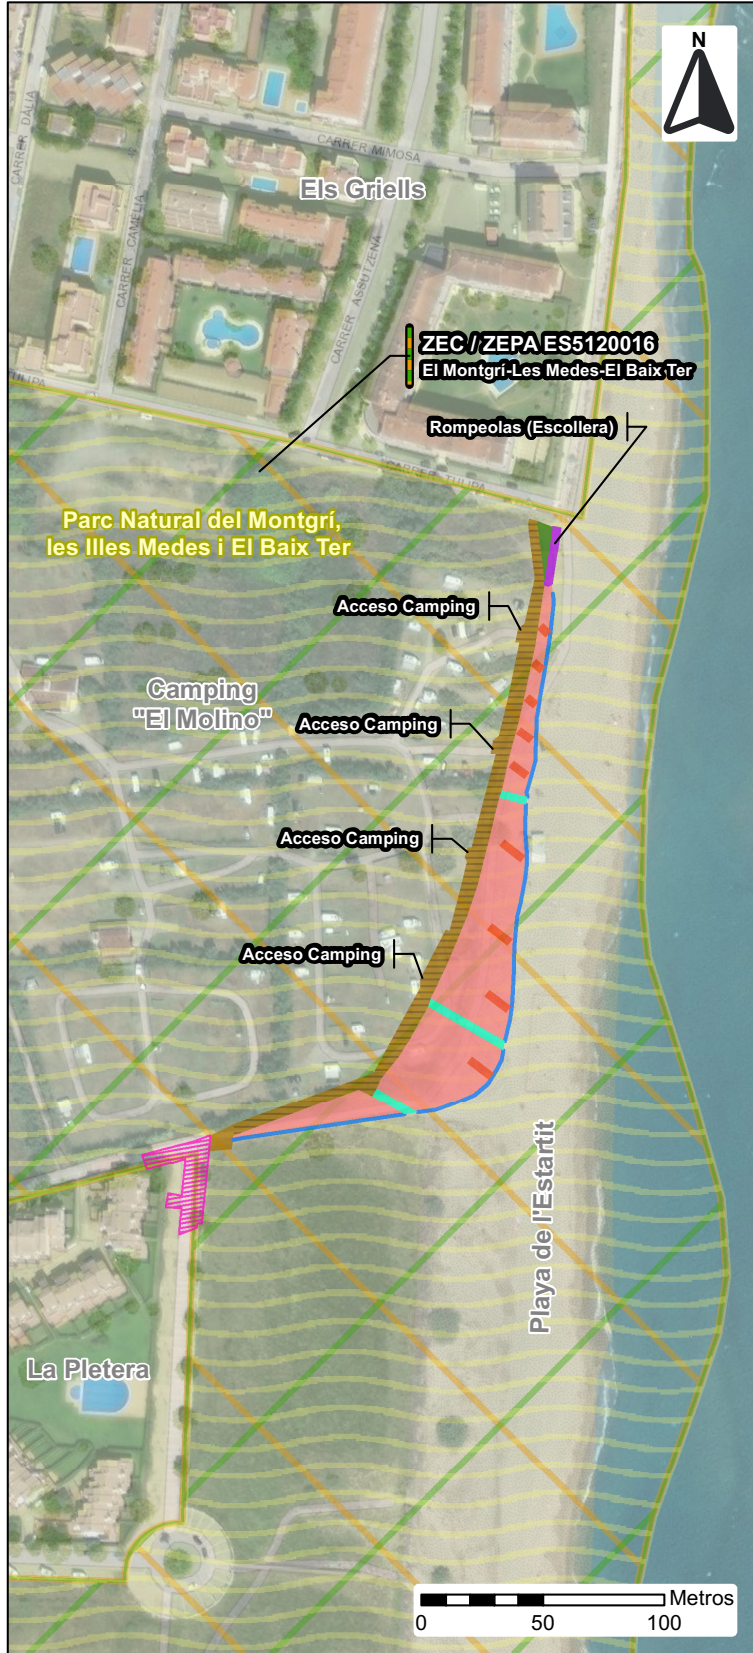 N
CARRER DÀLIA
CARRER CAMÈLIA
CARRER MIMOSA
Els Griells
CARRER ASSUTZENA
ZEC / ZEPA ES5120016
El Montgrí-Les Medes-El Baix Ter
TULIPA
Rompeolas (Escollera)
CARRER TULIPA
Parc Natural del Montgrí,
les Illes Medes i El Baix Ter
Acceso Camping
Camping
"El Molino"
Acceso Camping
Acceso Camping
Acceso Camping
Playa de l'Estartit
La Pletera
Metros
0 50 100